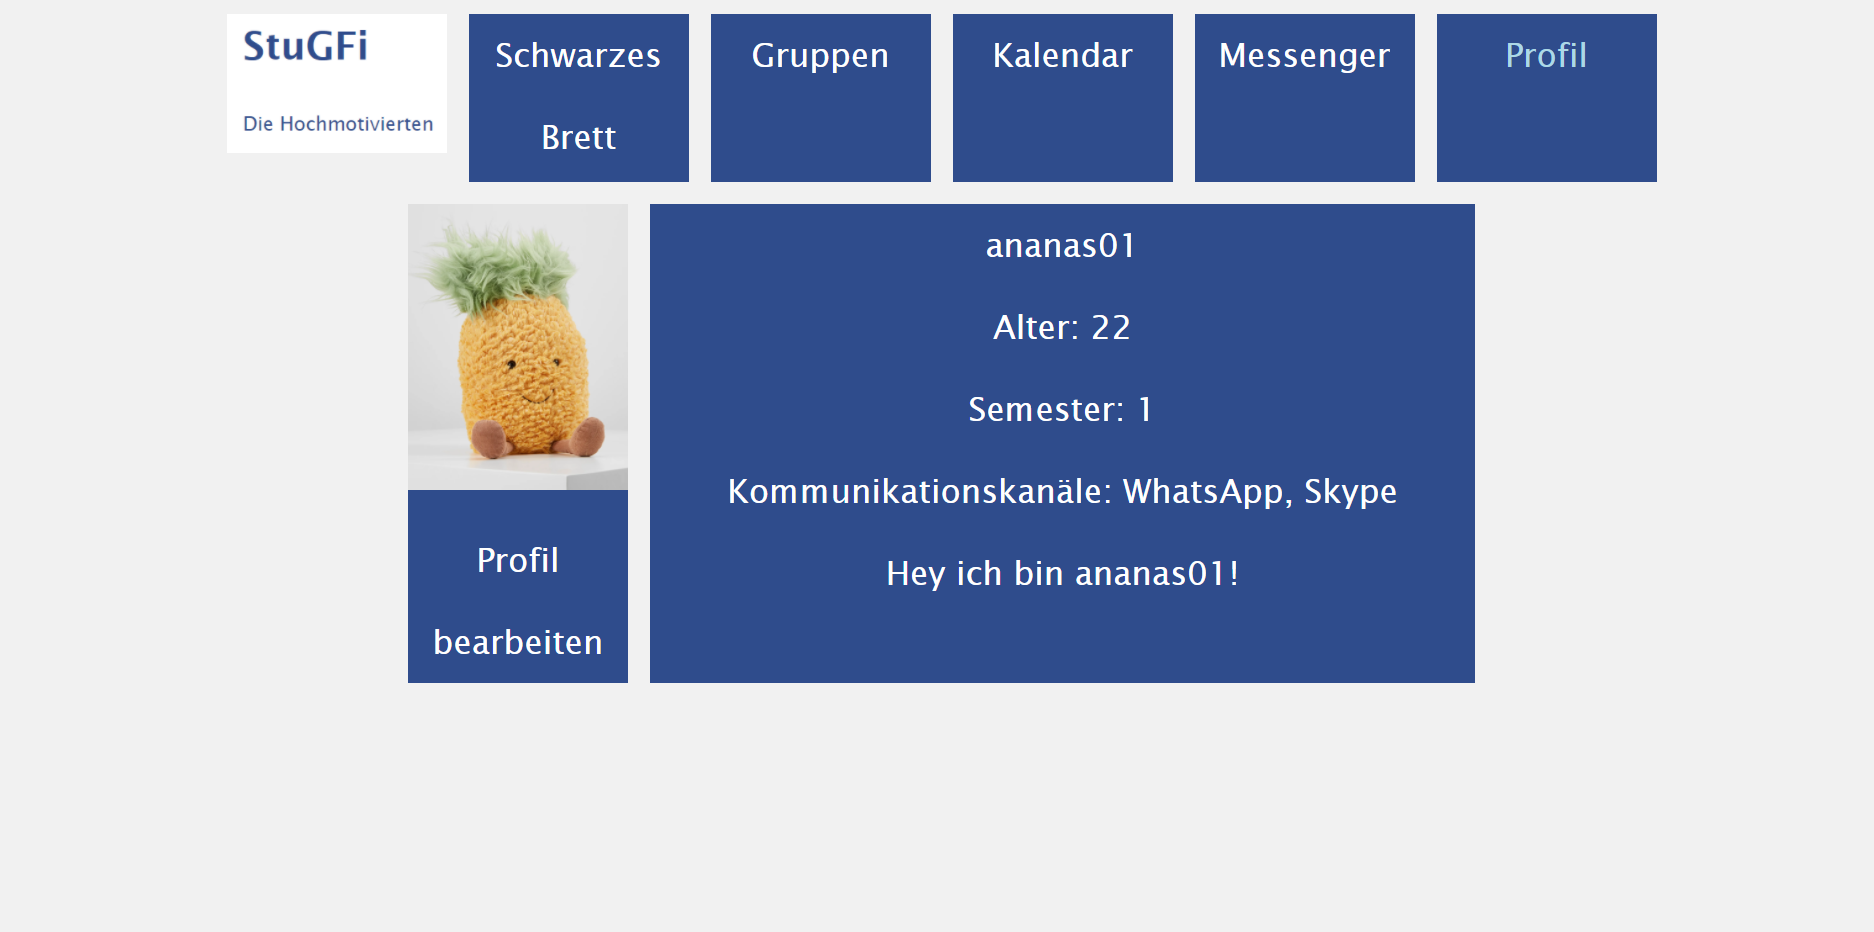 StuGFi
Die Hochmotivierten
Schwarzes
Brett
Gruppen
Kalendar
Messenger
Profil
Profil
bearbeiten
ananas01
Alter: 22
Semester: 1
Kommunikationskanäle: WhatsApp, Skype
Hey ich bin ananas01!